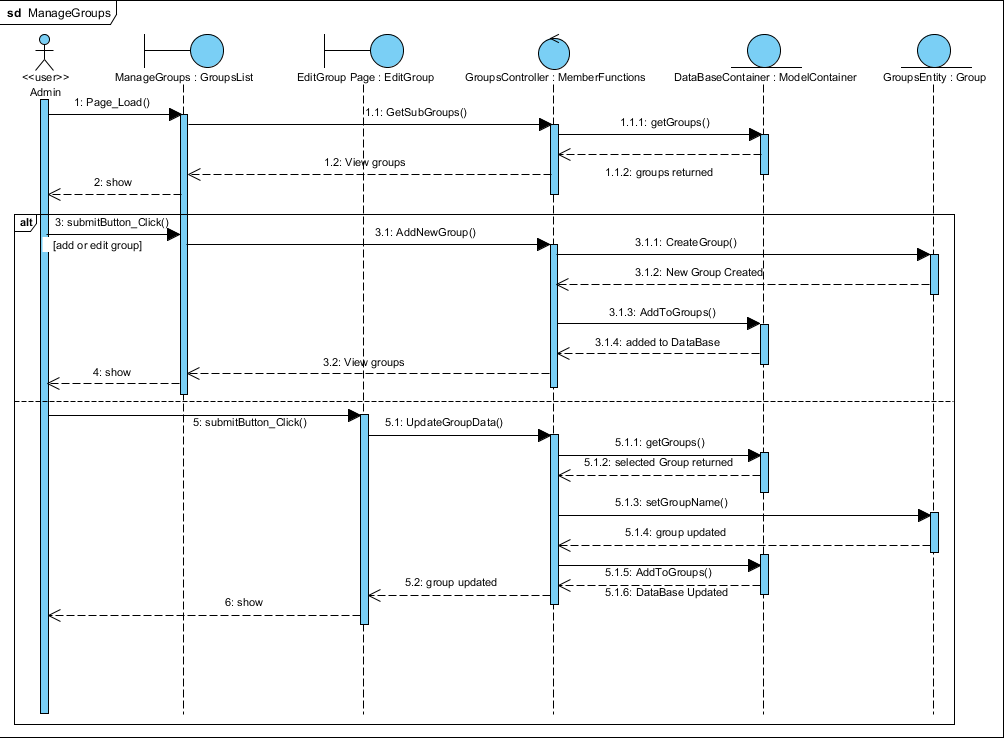 sd ManageGroups
<<user>>
Admin
ManageGroups : GroupsList
EditGroup Page : EditGroup
GroupsController : MemberFunctions
DataBaseContainer : ModelContainer
GroupsEntity : Group
1: Page_Load()
1.1: GetSubGroups()
1.1.1: getGroups()
1.1.2: groups returned
1.2: View groups
2: show
alt
3: submitButton_Click()
[add or edit group]
3.1: AddNewGroup()
3.1.1: CreateGroup()
3.1.2: New Group Created
3.1.3: AddToGroups()
3.1.4: added to DataBase
3.2: View groups
4: show
5: submitButton_Click()
5.1: UpdateGroupData()
5.1.1: getGroups()
5.1.2: selected Group returned
5.1.3: setGroupName()
5.1.4: group updated
5.1.5: AddToGroups()
5.1.6: DataBase Updated
5.2: group updated
6: show